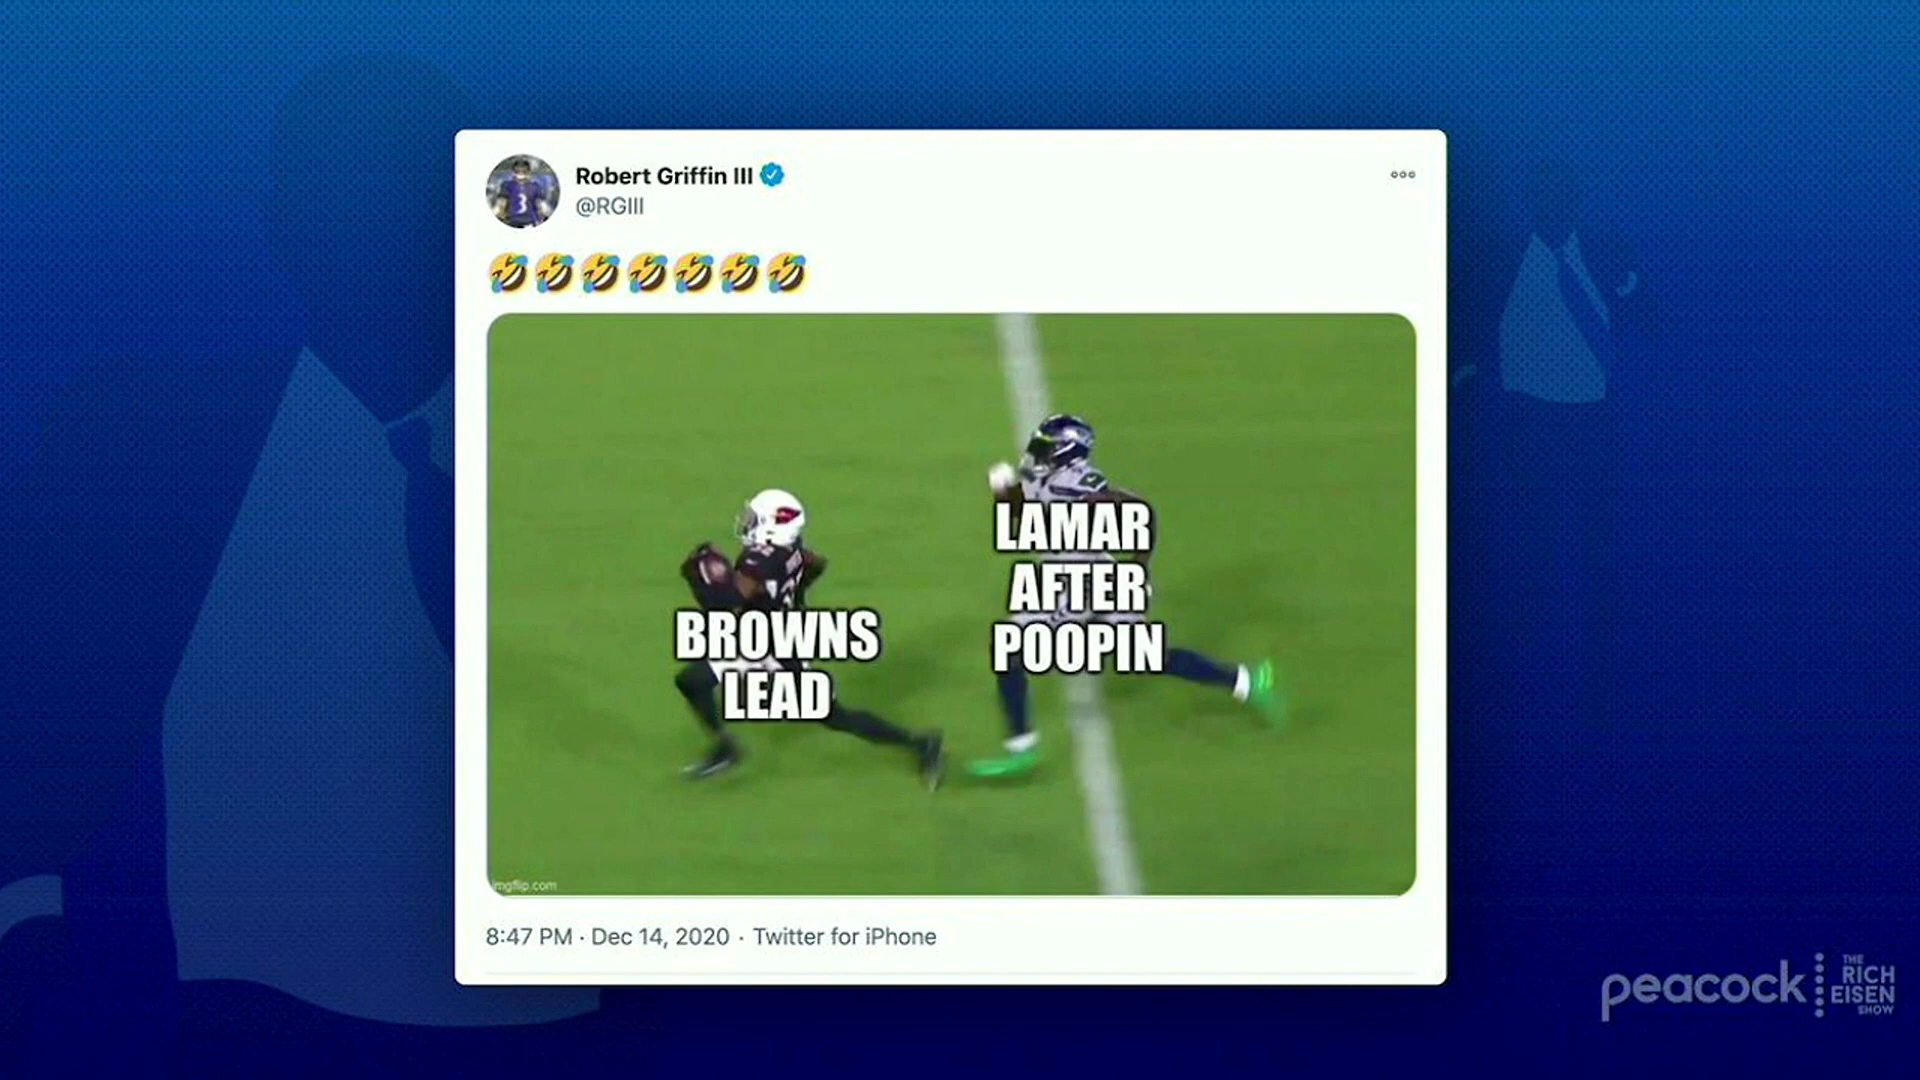 Robert Griffin III
@RGIII
🤣🤣🤣🤣🤣🤣🤣
LAMAR
AFTER
POOPIN
BROWNS
LEAD
imgflip.com
8:47 PM · Dec 14, 2020 · Twitter for iPhone
peacock
THE
RICH
EISEN
SHOW
3